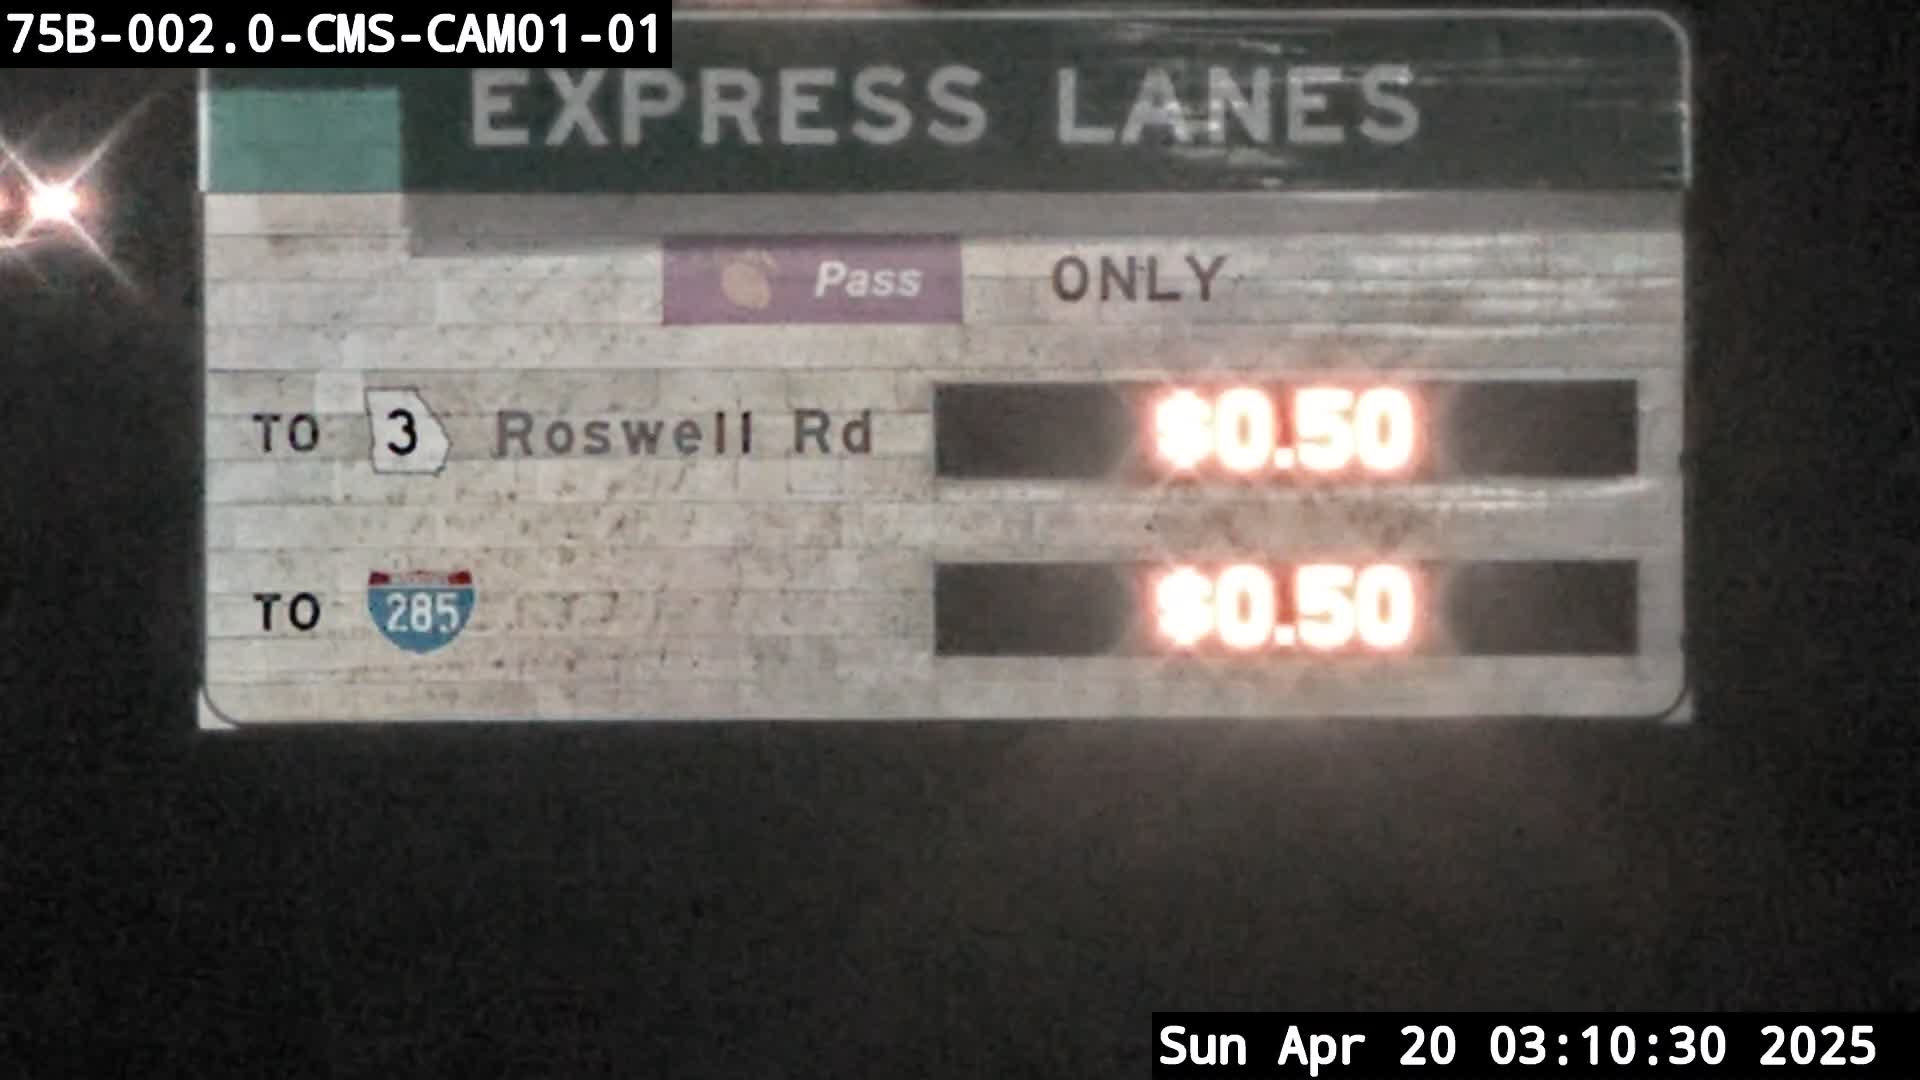 75B-002.0-CMS-CAM01-01
EXPRESS LANES
Pass ONLY
TO 3 Roswell Rd $0.50
TO 285 $0.50
Sun Apr 20 03:10:30 2025